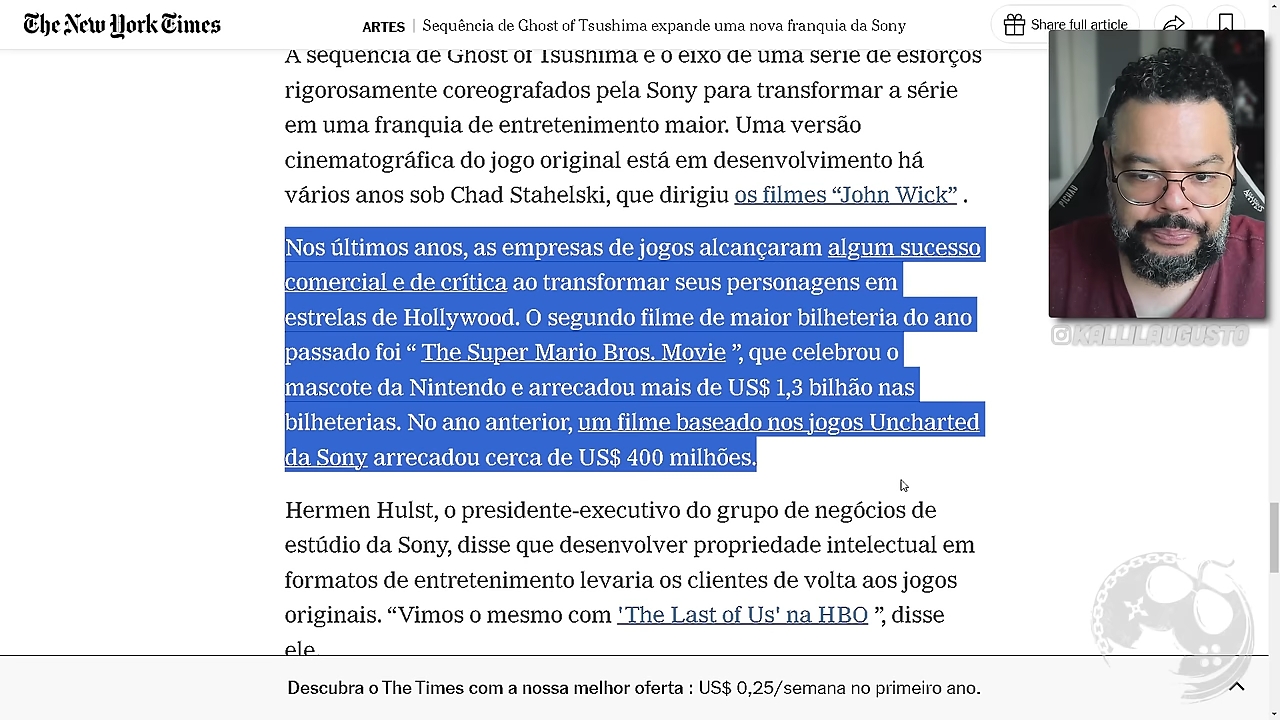 The New York Times
ARTES
Sequência de Ghost of Tsushima expande uma nova franquia da Sony
Share full article
A sequência de Ghost of Tsushima é o eixo de uma série de esforços
rigorosamente coreografados pela Sony para transformar a série
em uma franquia de entretenimento maior. Uma versão
cinematográfica do jogo original está em desenvolvimento há
vários anos sob Chad Stahelski, que dirigiu os filmes “John Wick” .
Nos últimos anos, as empresas de jogos alcançaram algum sucesso
comercial e de crítica ao transformar seus personagens em
estrelas de Hollywood. O segundo filme de maior bilheteria do ano
passado foi “ The Super Mario Bros. Movie ”, que celebrou o
mascote da Nintendo e arrecadou mais de US$ 1,3 bilhão nas
bilheterias. No ano anterior, um filme baseado nos jogos Uncharted
da Sony arrecadou cerca de US$ 400 milhões.
Hermen Hulst, o presidente-executivo do grupo de negócios de
estúdio da Sony, disse que desenvolver propriedade intelectual em
formatos de entretenimento levaria os clientes de volta aos jogos
originais. “Vimos o mesmo com 'The Last of Us' na HBO ”, disse
ele.
Descubra o The Times com a nossa melhor oferta : US$ 0,25/semana no primeiro ano.
PICHAU
@KALLILAUGUSTO